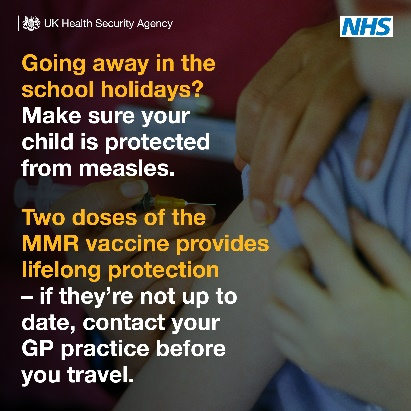 UK Health Security Agency
NHS
Going away in the
school holidays?
Make sure your
child is protected
from measles.
Two doses of the
MMR vaccine provides
lifelong protection
– if they're not up to
date, contact your
GP practice before
you travel.